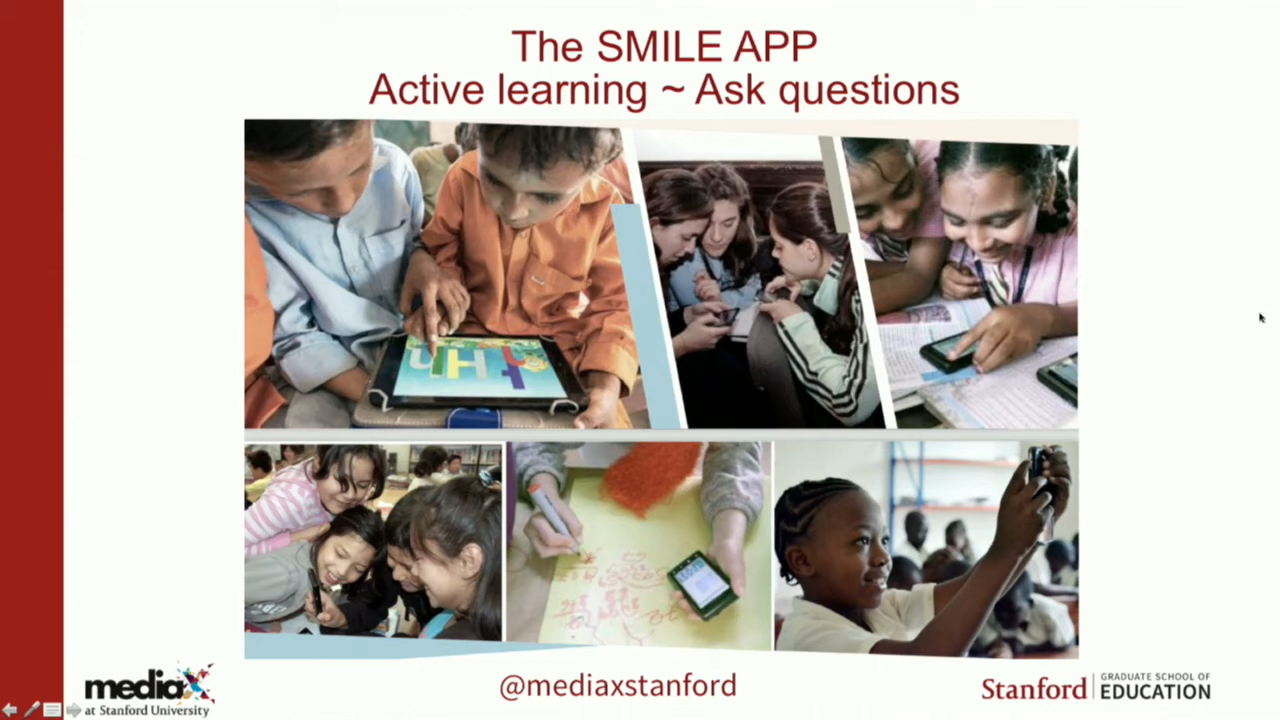 The SMILE APP
Active learning ~ Ask questions
mediaX
at Stanford University
@mediaxstanford
Stanford
GRADUATE SCHOOL OF
EDUCATION